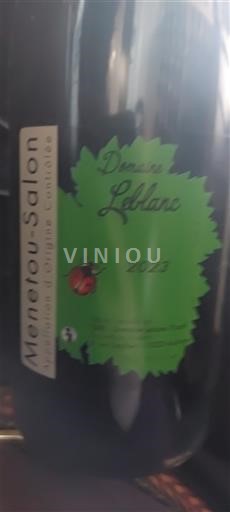 Menetou-Salon
Appellation d'Origine Contrôlée
Domaine
Leblanc
VINIOU
2023